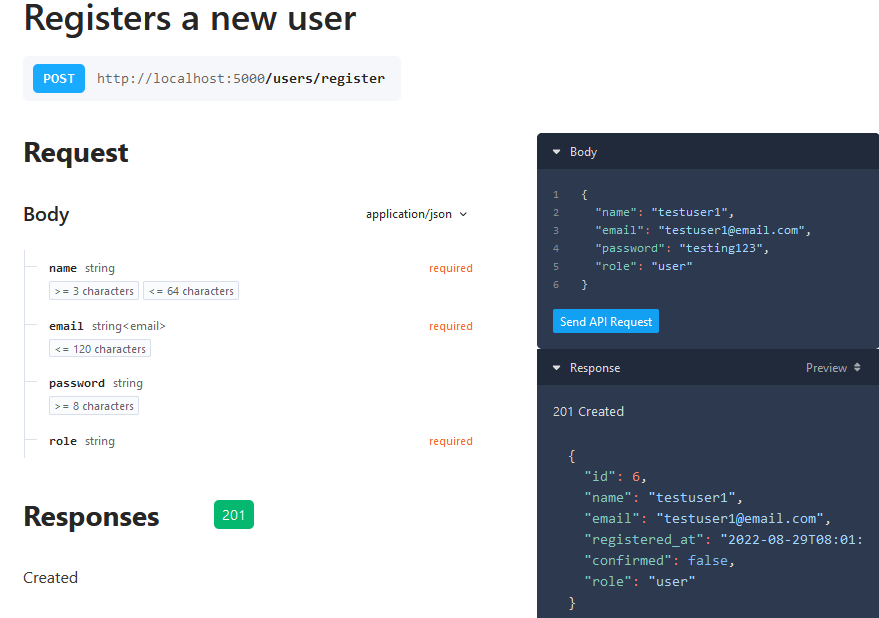 Registers a new user
POST http://localhost:5000/users/register
Request
Body
application/json
name string
required
>= 3 characters <= 64 characters
email string<email>
required
<= 120 characters
password string
>= 8 characters
role string
required
Responses
201
Created
Body
1 {
2 "name": "testuser1",
3 "email": "testuser1@email.com",
4 "password": "testing123",
5 "role": "user"
6 }
Send API Request
Response
Preview
201 Created
{
"id": 6,
"name": "testuser1",
"email": "testuser1@email.com",
"registered_at": "2022-08-29T08:01:
"confirmed": false,
"role": "user"
}